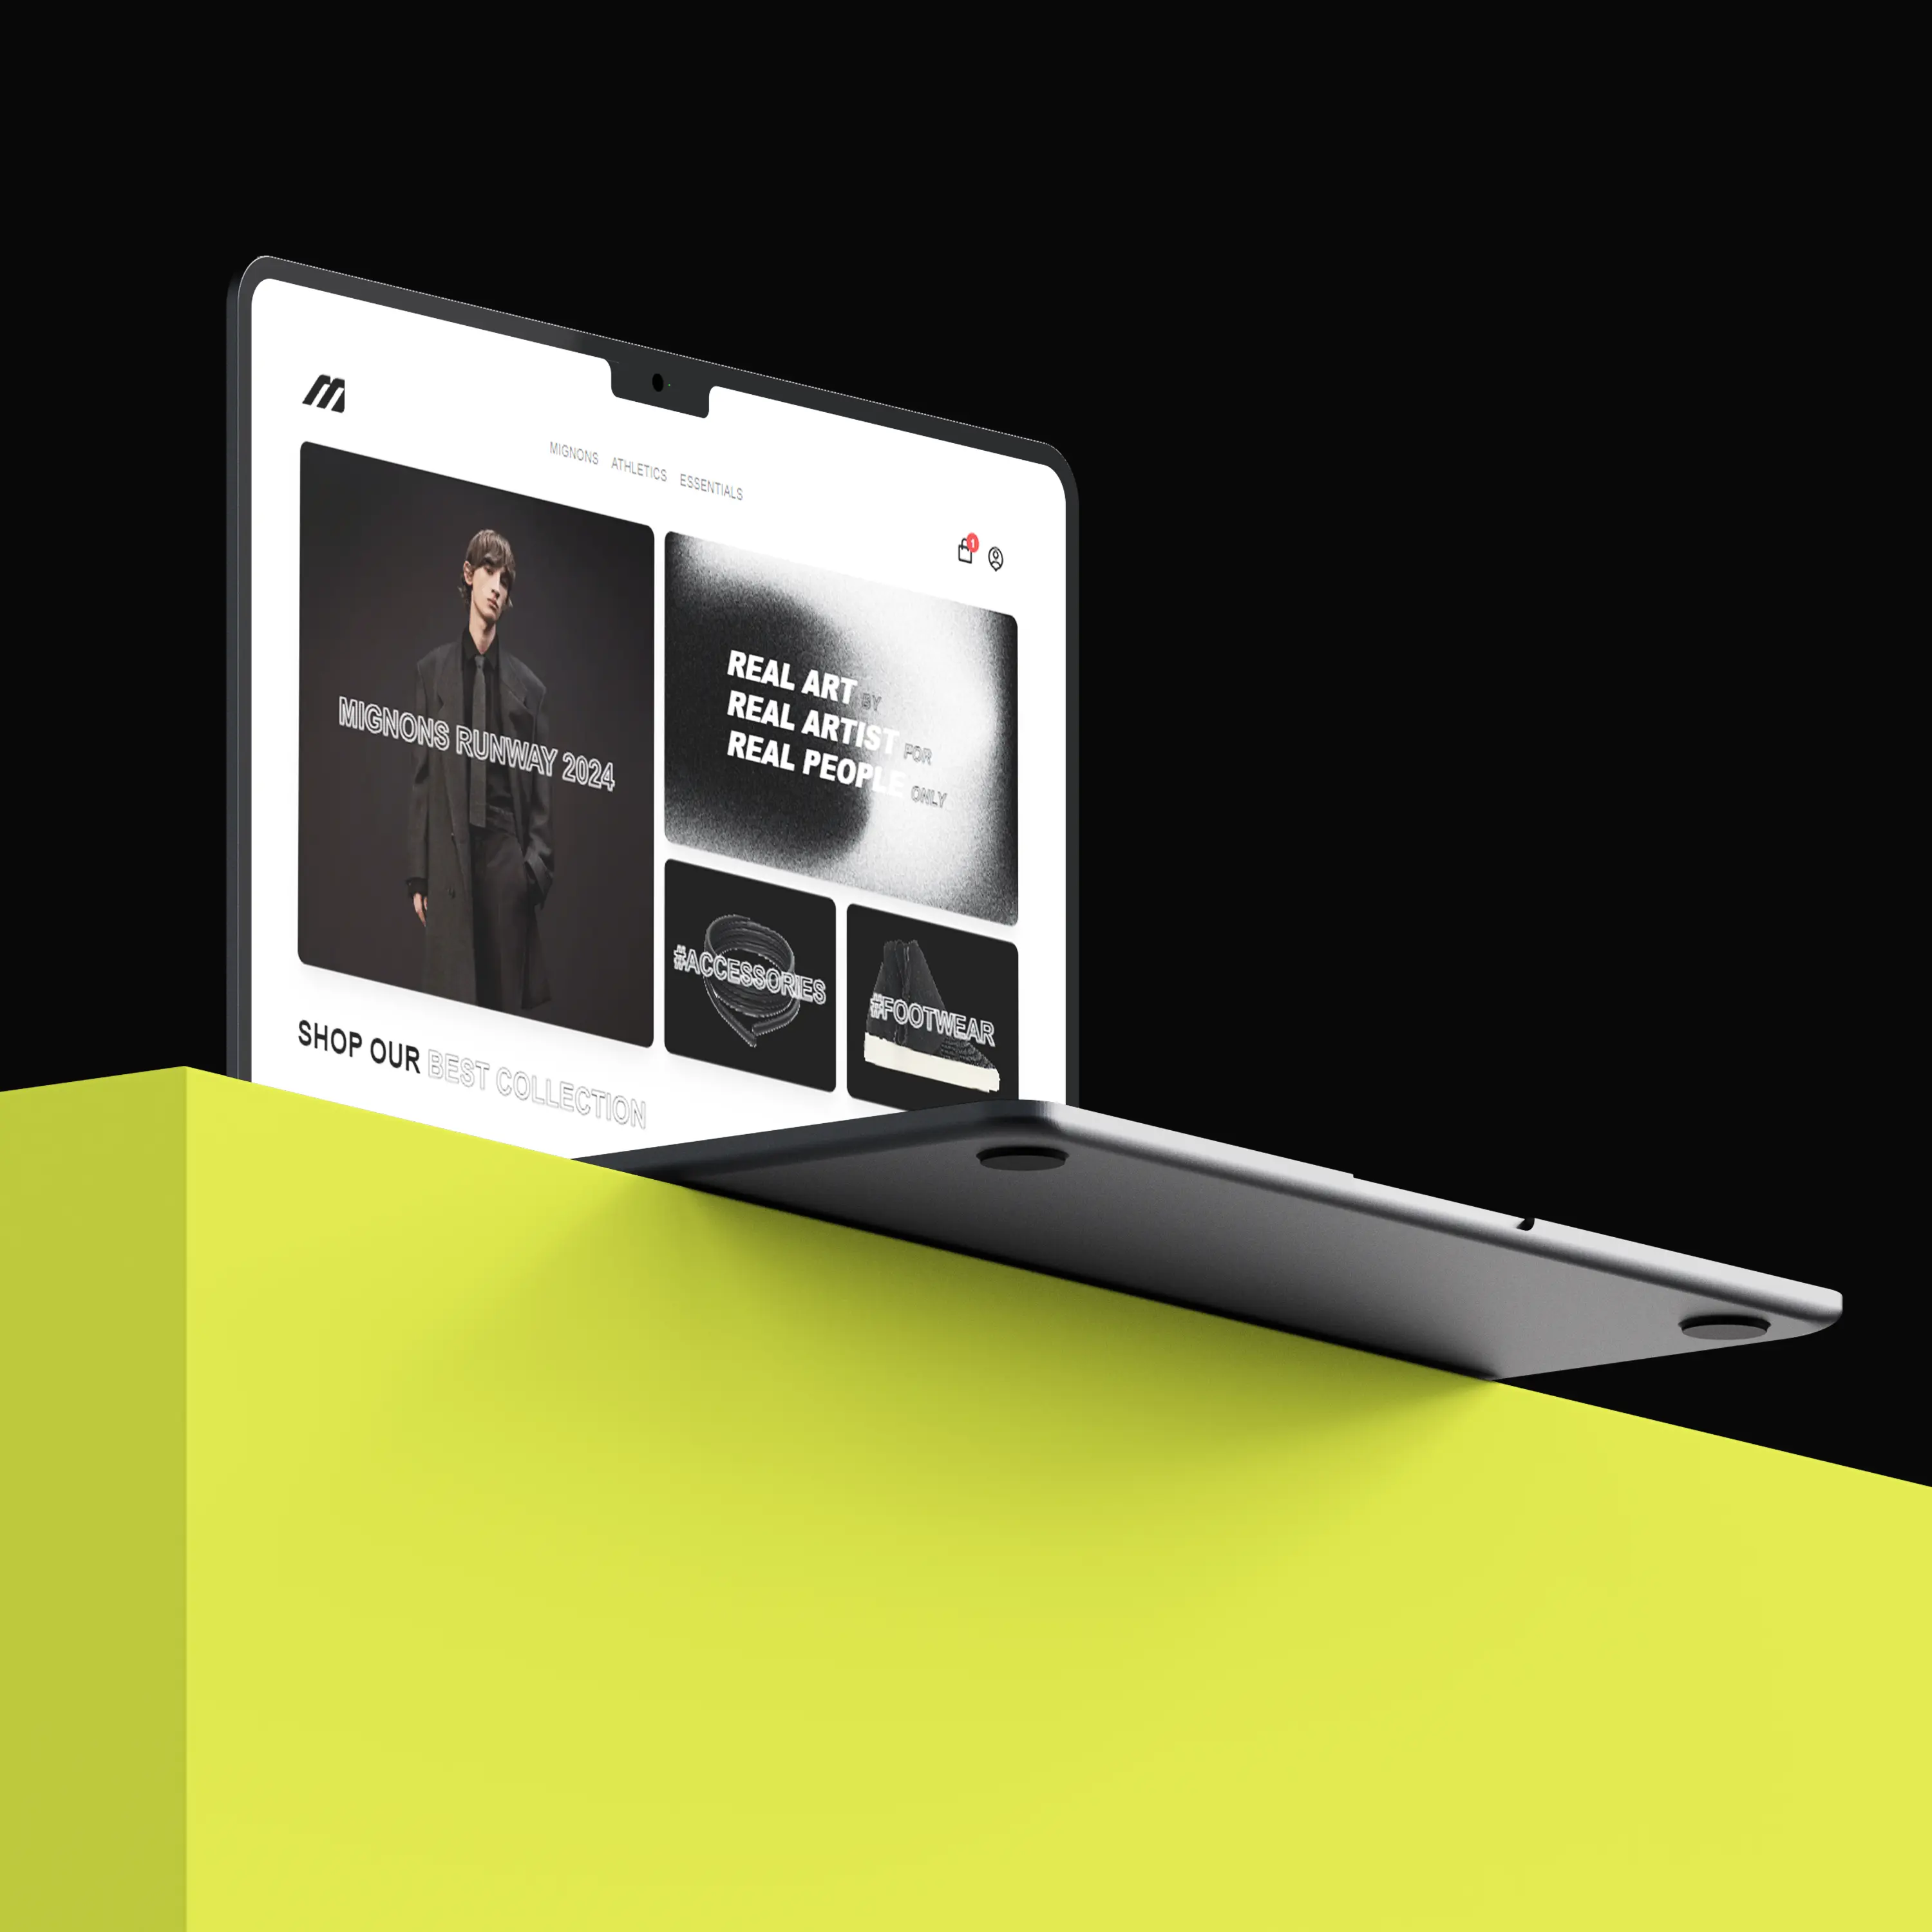 MIGNONS ATHLETICS ESSENTIALS
1
MIGNONS RUNWAY 2024
REAL ART BY
REAL ARTIST FOR
REAL PEOPLE ONLY
#ACCESSORIES
#FOOTWEAR
SHOP OUR BEST COLLECTION